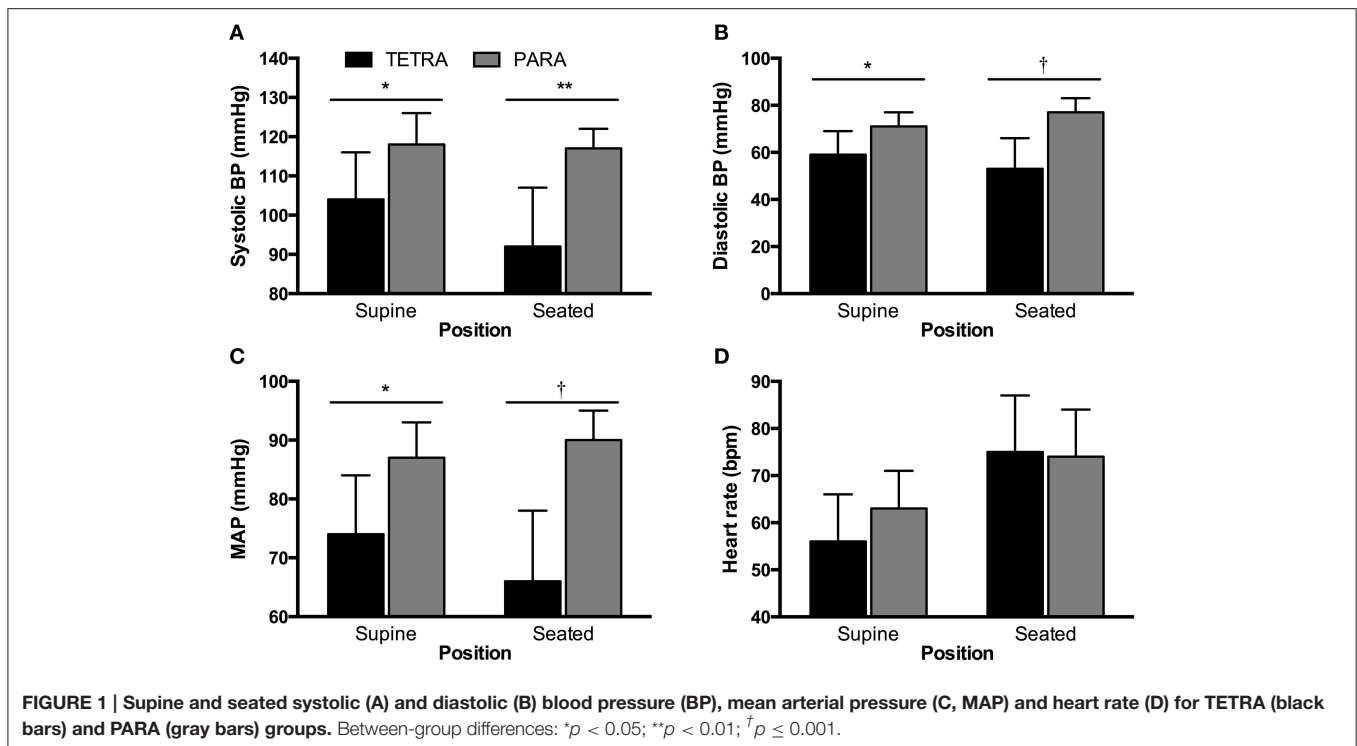 A
TETRA PARA
140
130
120
110
100
90
80
Systolic BP (mmHg)
*
**
Supine Seated
Position
B
100
80
60
40
20
0
Diastolic BP (mmHg)
*
†
Supine Seated
Position
C
100
90
80
70
60
MAP (mmHg)
*
†
Supine Seated
Position
D
90
80
70
60
50
40
Heart rate (bpm)
Supine Seated
Position
FIGURE 1 | Supine and seated systolic (A) and diastolic (B) blood pressure (BP), mean arterial pressure (C, MAP) and heart rate (D) for TETRA (black
bars) and PARA (gray bars) groups. Between-group differences: *p < 0.05; **p < 0.01; †p ≤ 0.001.